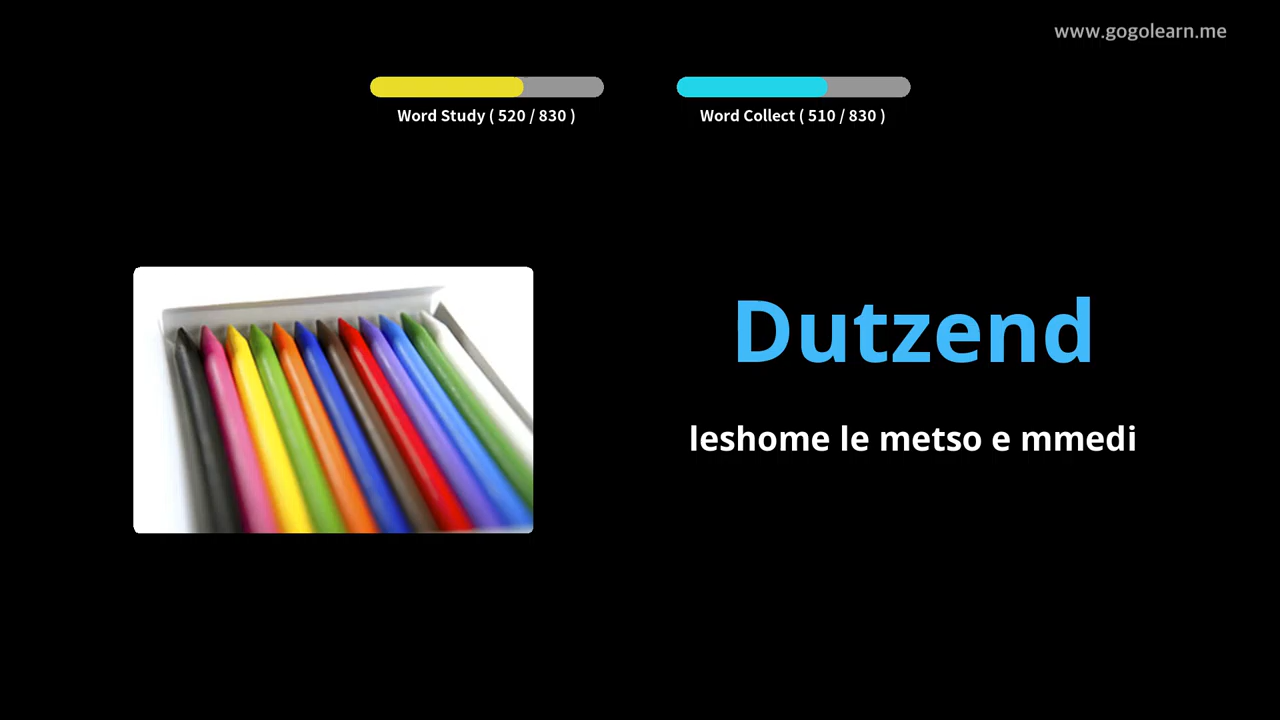 www.gogolearn.me
Word Study ( 520 / 830 )
Word Collect ( 510 / 830 )
Dutzend
leshome le metso e mmedi